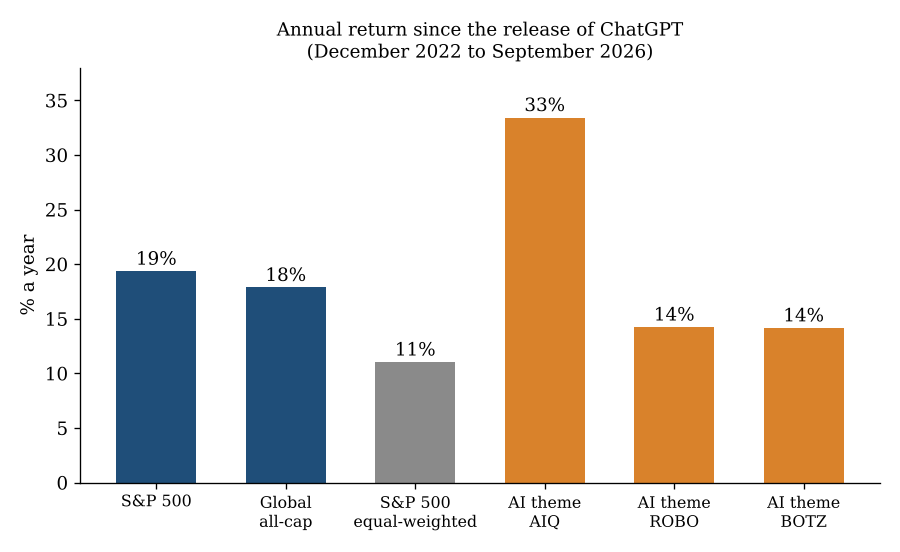 Annual return since the release of ChatGPT
(December 2022 to September 2026)
% a year
35
30
25
20
15
10
5
0
19%
18%
11%
33%
14%
14%
S&P 500
Global
all-cap
S&P 500
equal-weighted
AI theme
AIQ
AI theme
ROBO
AI theme
BOTZ